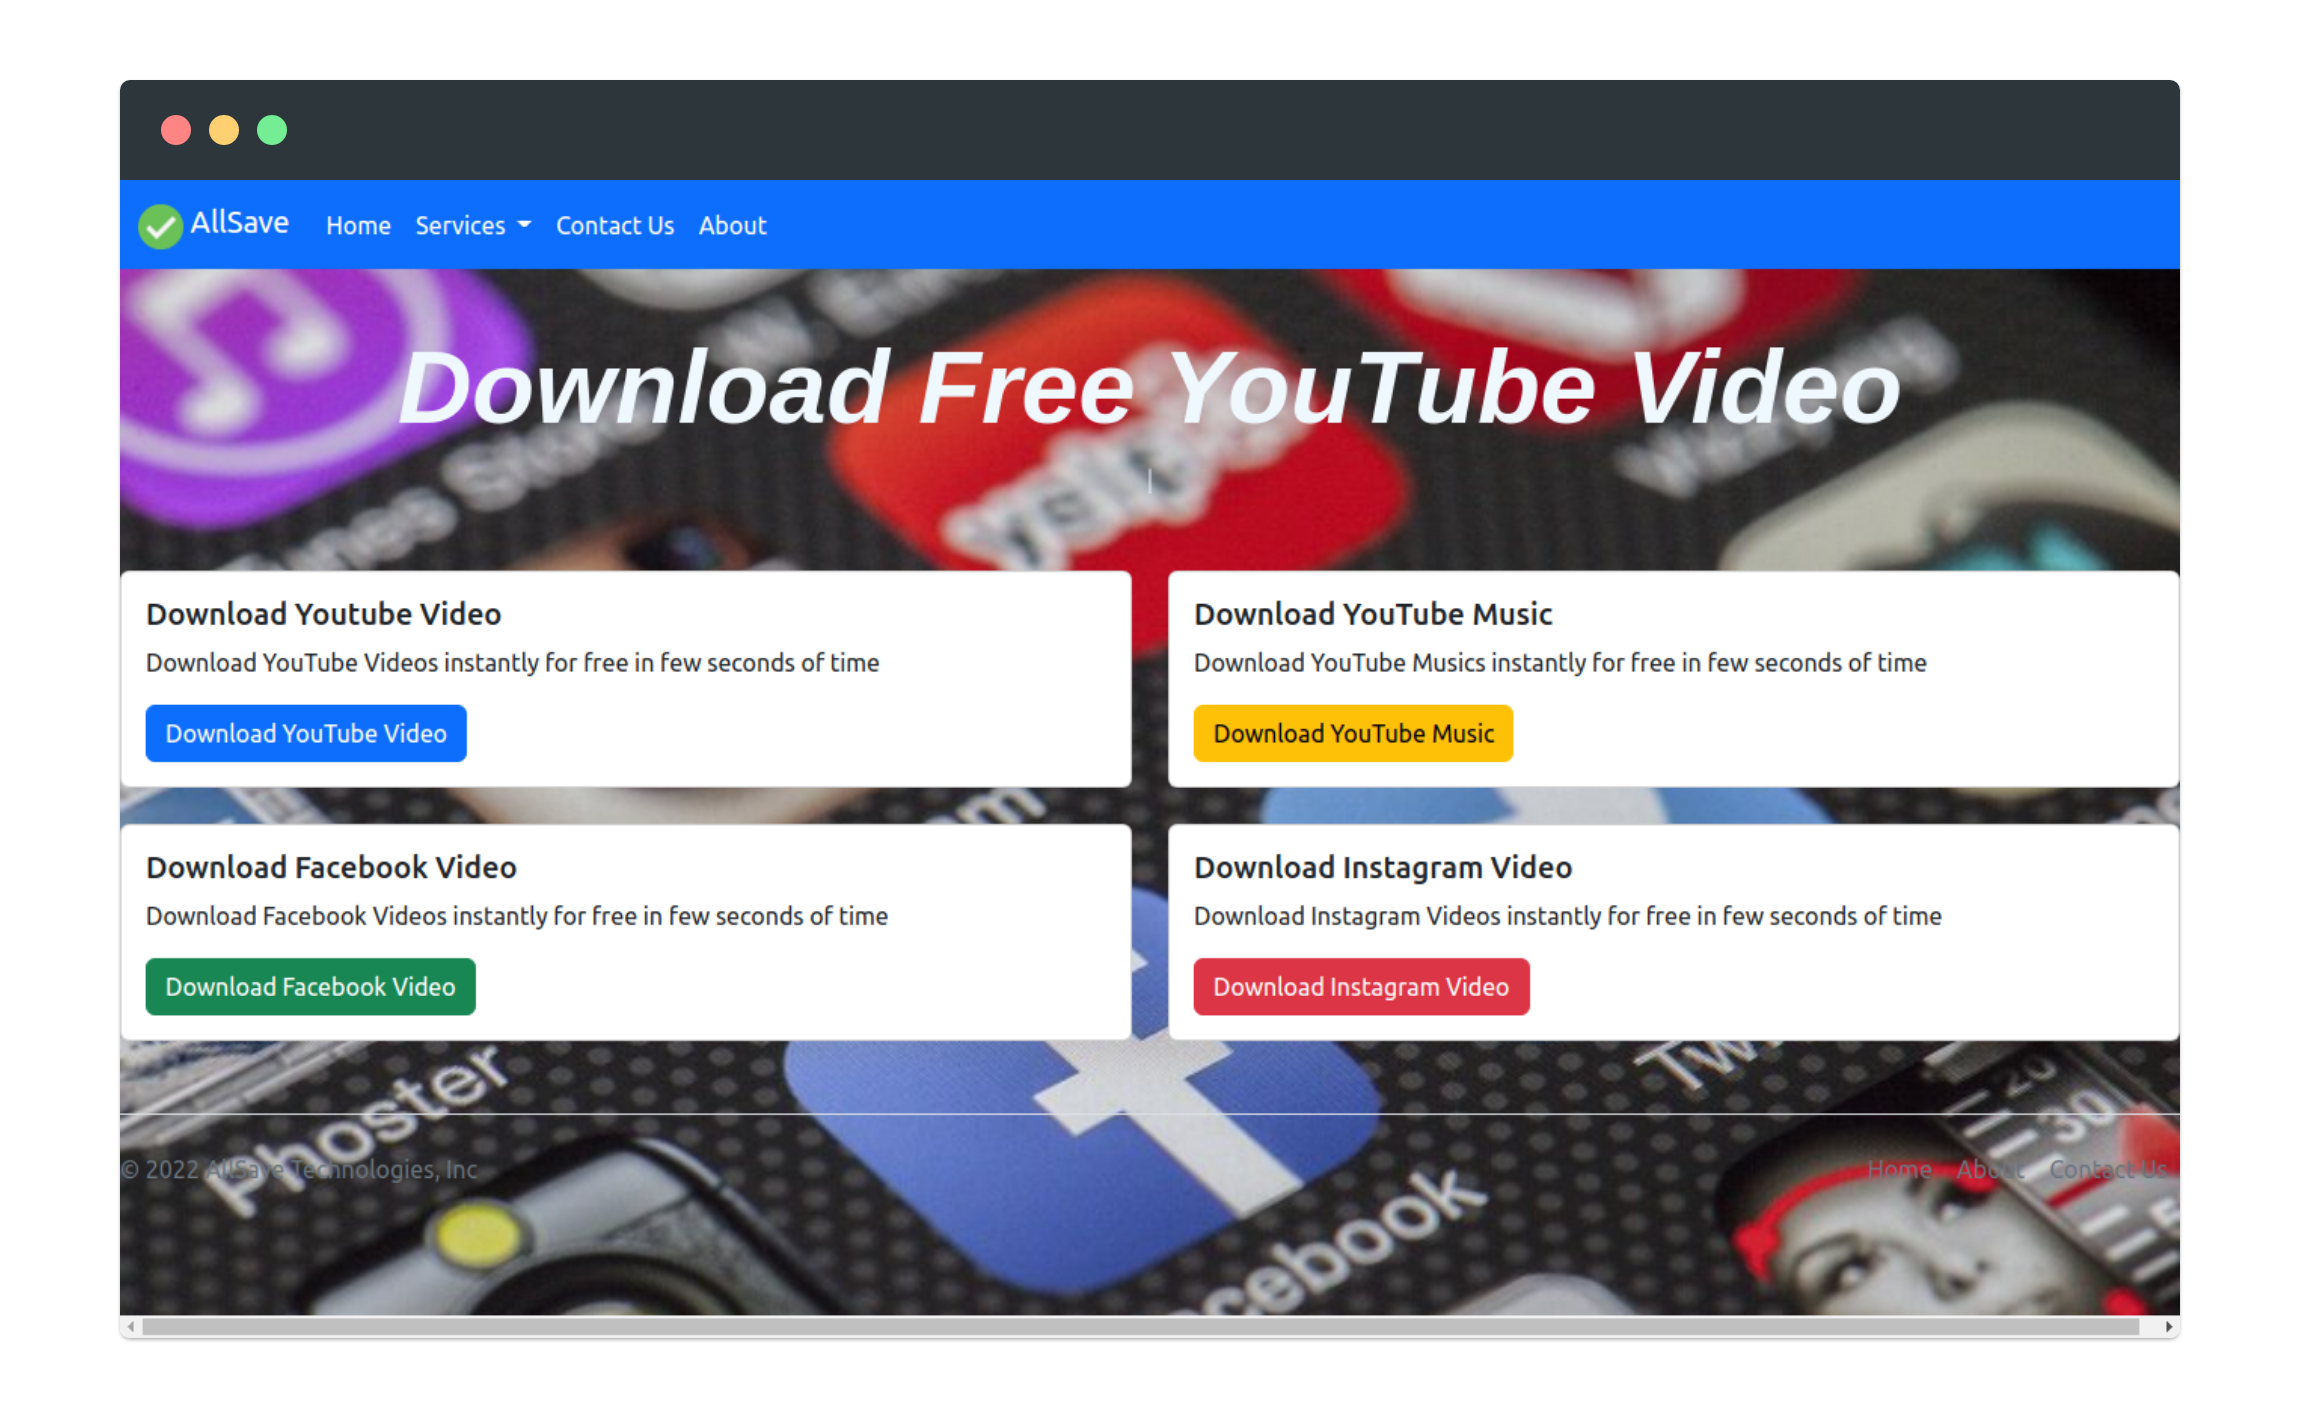 AllSave
Home Services Contact Us About
Download Free YouTube Video
Download Youtube Video
Download YouTube Videos instantly for free in few seconds of time
Download YouTube Video
Download YouTube Music
Download YouTube Musics instantly for free in few seconds of time
Download YouTube Music
Download Facebook Video
Download Facebook Videos instantly for free in few seconds of time
Download Facebook Video
Download Instagram Video
Download Instagram Videos instantly for free in few seconds of time
Download Instagram Video
Phoster
20
30
© 2022 AllSave Technologies, Inc
Home About Contact Us
cebook